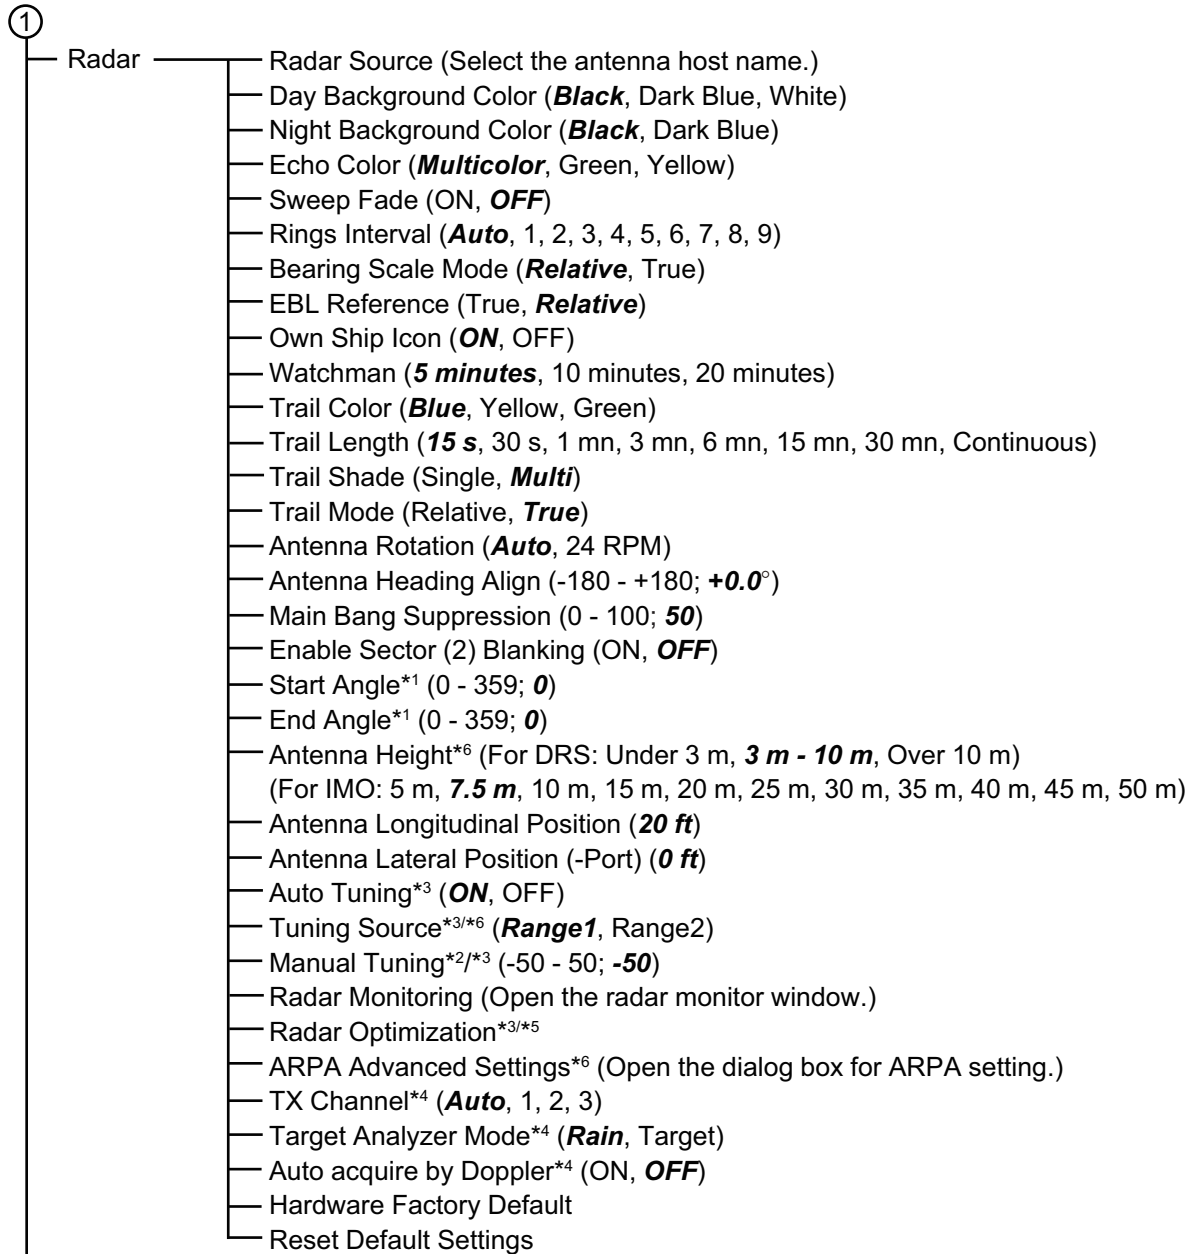 1
Radar
Radar Source (Select the antenna host name.)
Day Background Color (Black, Dark Blue, White)
Night Background Color (Black, Dark Blue)
Echo Color (Multicolor, Green, Yellow)
Sweep Fade (ON, OFF)
Rings Interval (Auto, 1, 2, 3, 4, 5, 6, 7, 8, 9)
Bearing Scale Mode (Relative, True)
EBL Reference (True, Relative)
Own Ship Icon (ON, OFF)
Watchman (5 minutes, 10 minutes, 20 minutes)
Trail Color (Blue, Yellow, Green)
Trail Length (15 s, 30 s, 1 mn, 3 mn, 6 mn, 15 mn, 30 mn, Continuous)
Trail Shade (Single, Multi)
Trail Mode (Relative, True)
Antenna Rotation (Auto, 24 RPM)
Antenna Heading Align (-180 - +180; +0.0°)
Main Bang Suppression (0 - 100; 50)
Enable Sector (2) Blanking (ON, OFF)
Start Angle*1 (0 - 359; 0)
End Angle*1 (0 - 359; 0)
Antenna Height*6 (For DRS: Under 3 m, 3 m - 10 m, Over 10 m)
(For IMO: 5 m, 7.5 m, 10 m, 15 m, 20 m, 25 m, 30 m, 35 m, 40 m, 45 m, 50 m)
Antenna Longitudinal Position (20 ft)
Antenna Lateral Position (-Port) (0 ft)
Auto Tuning*3 (ON, OFF)
Tuning Source*3/*6 (Range1, Range2)
Manual Tuning*2/*3 (-50 - 50; -50)
Radar Monitoring (Open the radar monitor window.)
Radar Optimization*3/*5
ARPA Advanced Settings*6 (Open the dialog box for ARPA setting.)
TX Channel*4 (Auto, 1, 2, 3)
Target Analyzer Mode*4 (Rain, Target)
Auto acquire by Doppler*4 (ON, OFF)
Hardware Factory Default
Reset Default Settings